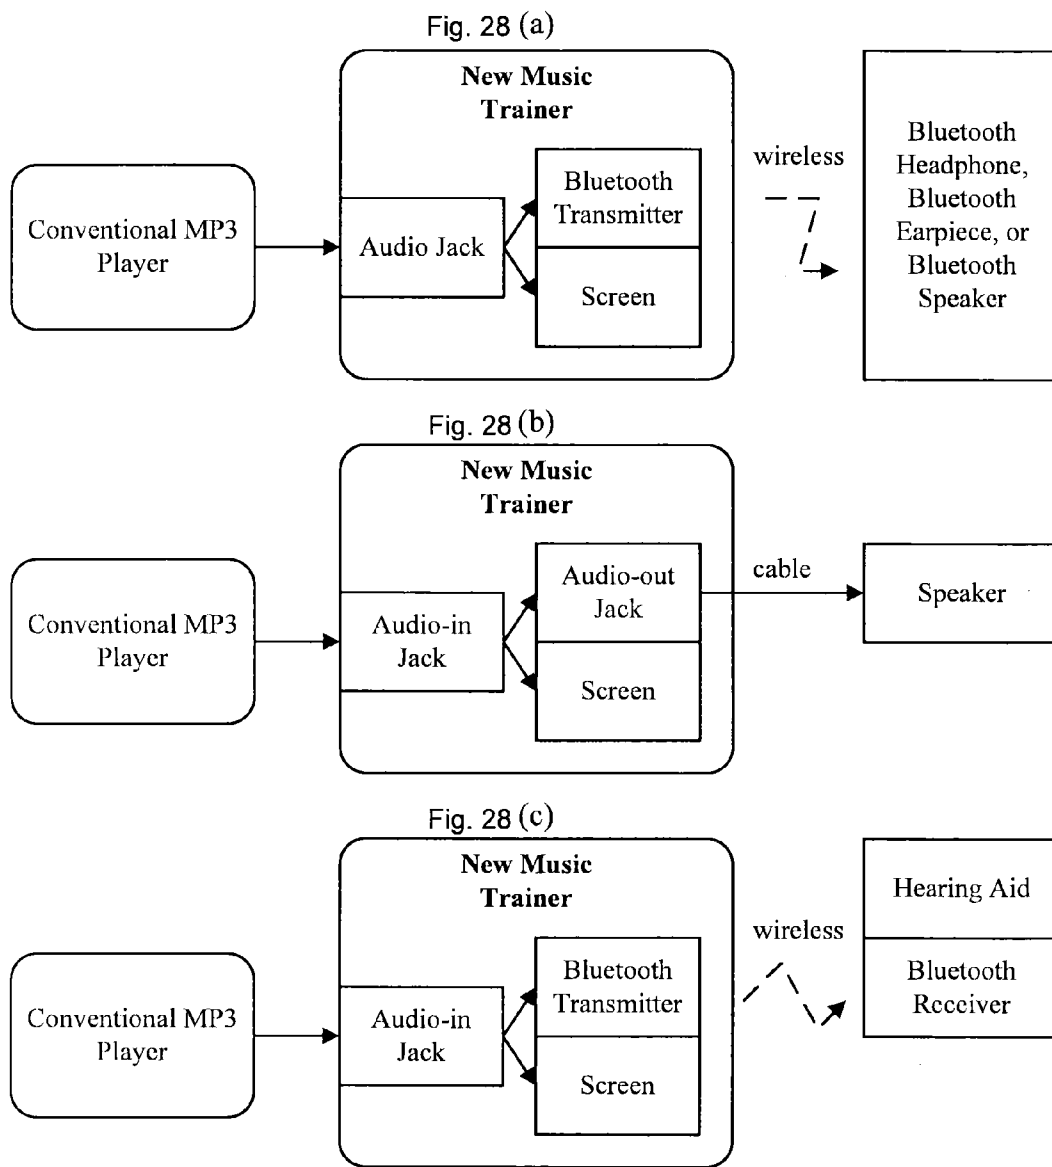 Fig. 28 (a)
New Music
Trainer
Conventional MP3
Player
Audio Jack
Bluetooth
Transmitter
Screen
wireless
Bluetooth
Headphone,
Bluetooth
Earpiece, or
Bluetooth
Speaker
Fig. 28 (b)
New Music
Trainer
Conventional MP3
Player
Audio-in
Jack
Audio-out
Jack
Screen
cable
Speaker
Fig. 28 (c)
New Music
Trainer
Conventional MP3
Player
Audio-in
Jack
Bluetooth
Transmitter
Screen
wireless
Hearing Aid
Bluetooth
Receiver